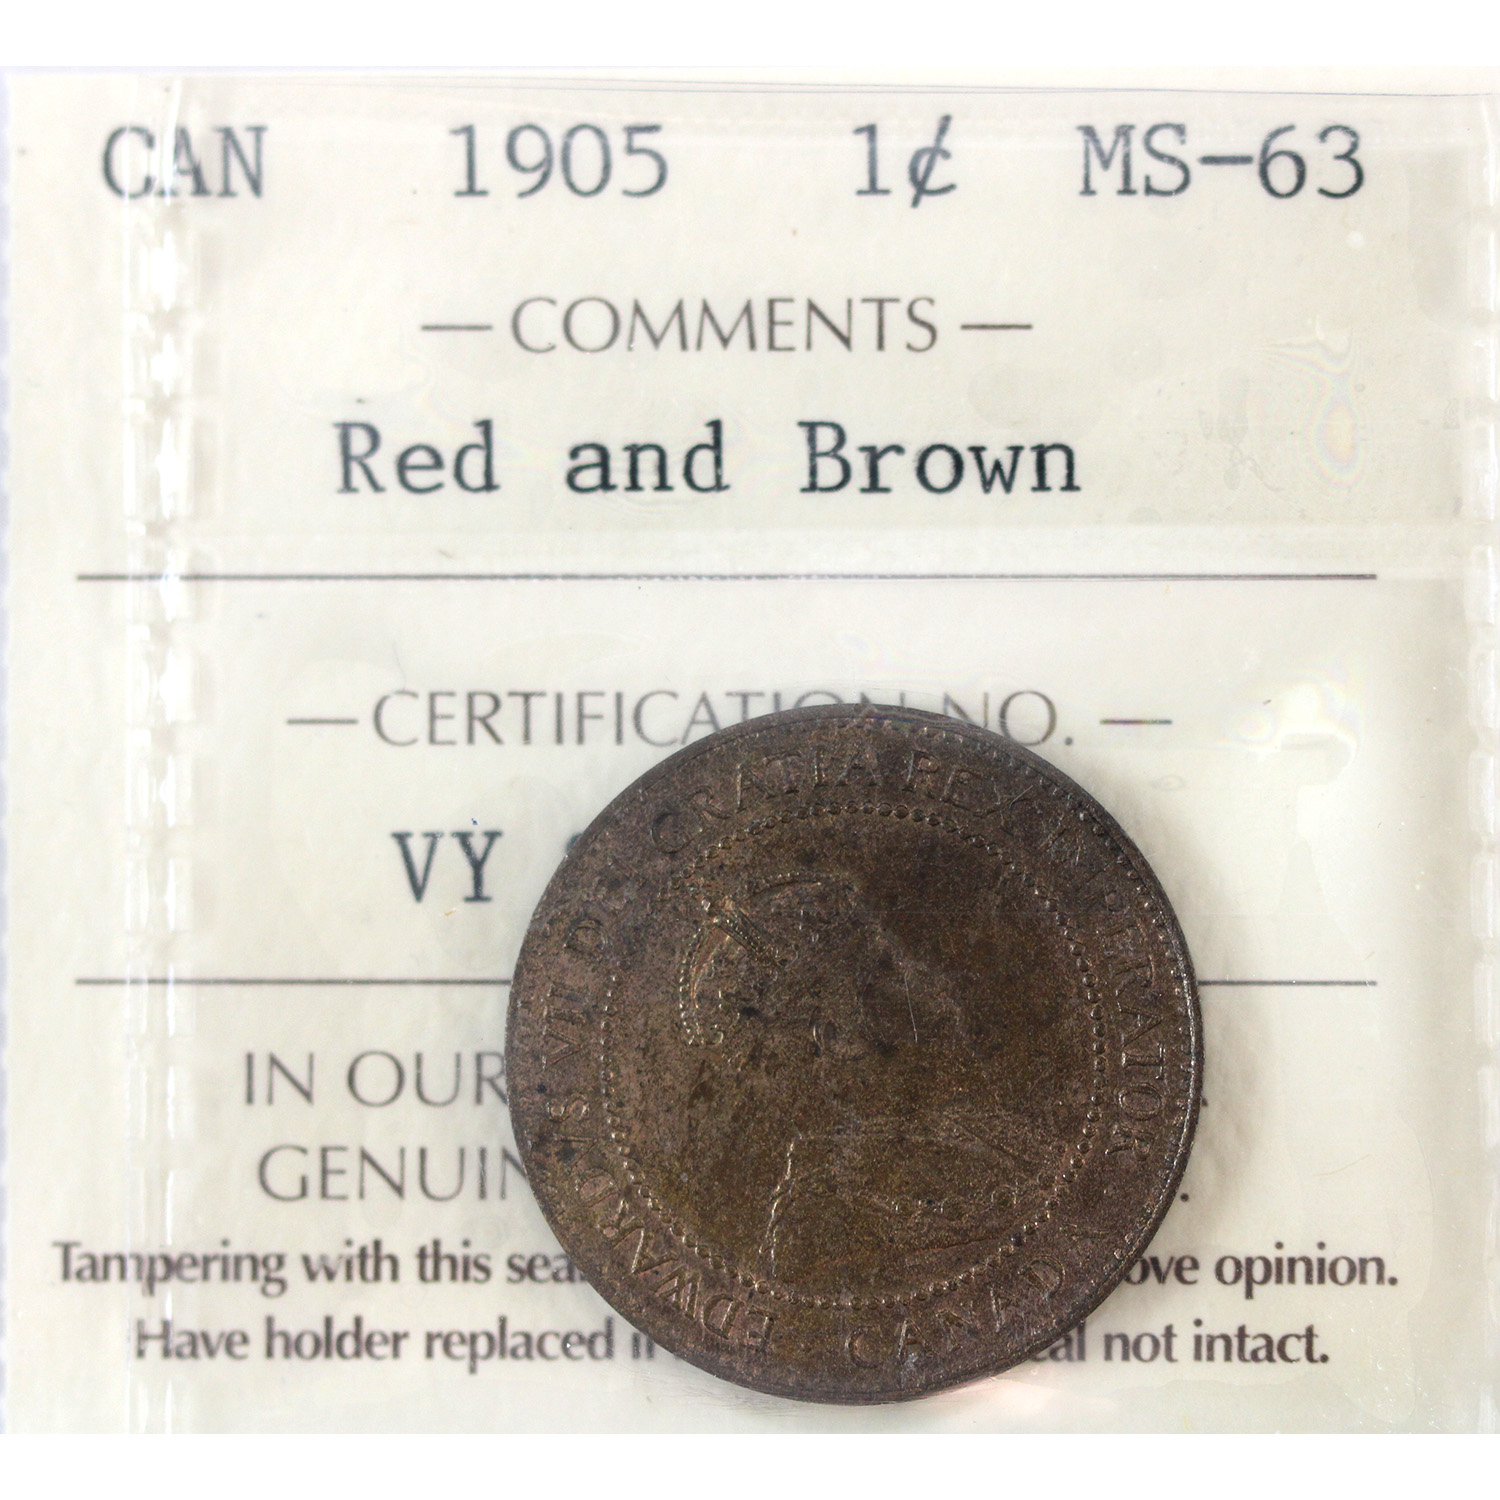 CAN 1905 1¢ MS-63
— COMMENTS —
Red and Brown
— CERTIFICATION NO. —
VY
IN OUR
GENUIN
Tampering with this sea ove opinion.
Have holder replaced i al not intact.
EDWARDVS VII DEI GRATIA REX IMPERATOR
CANADA